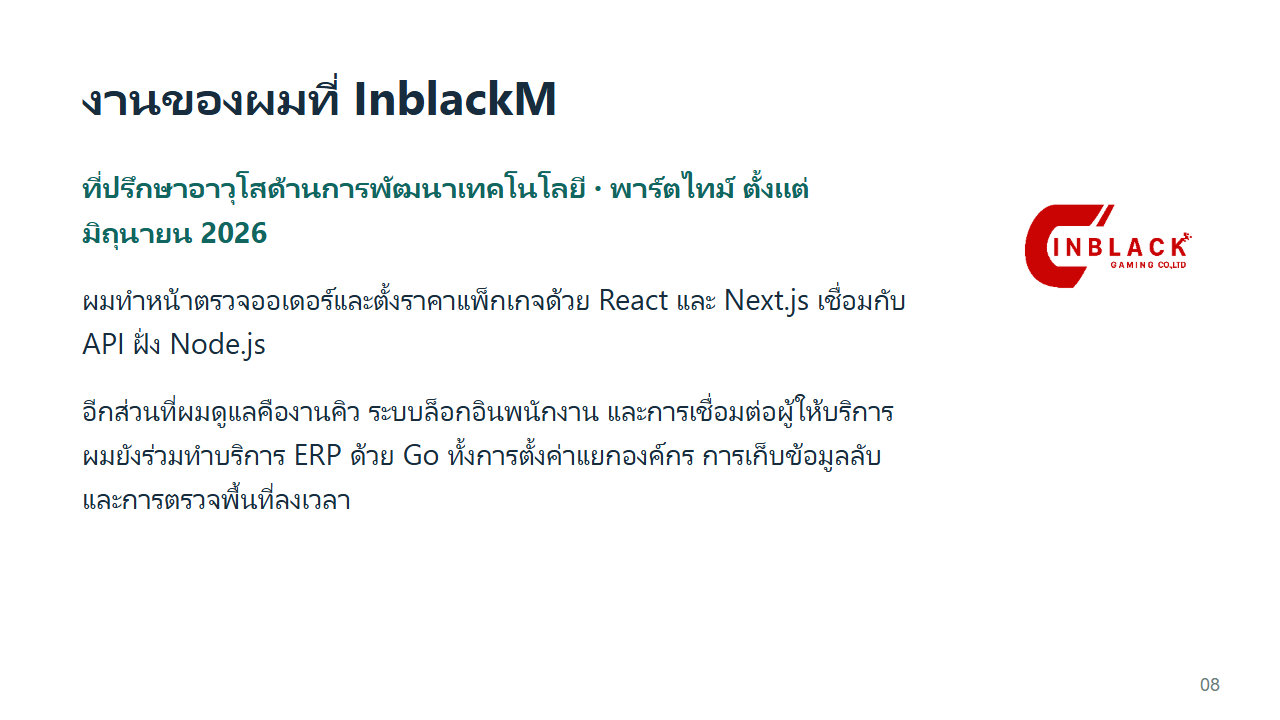 งานของผมที่ InblackM
ที่ปรึกษาอาวุโสด้านการพัฒนาเทคโนโลยี · พาร์ตไทม์ ตั้งแต่
มิถุนายน 2026
ผมทำหน้าตรวจออเดอร์และตั้งราคาแพ็กเกจด้วย React และ Next.js เชื่อมกับ
API ฝั่ง Node.js
อีกส่วนที่ผมดูแลคืองานคิว ระบบล็อกอินพนักงาน และการเชื่อมต่อผู้ให้บริการ
ผมยังร่วมทำบริการ ERP ด้วย Go ทั้งการตั้งค่าแยกองค์กร การเก็บข้อมูลลับ
และการตรวจพื้นที่ลงเวลา
INBLACK
GAMING CO.,LTD
08